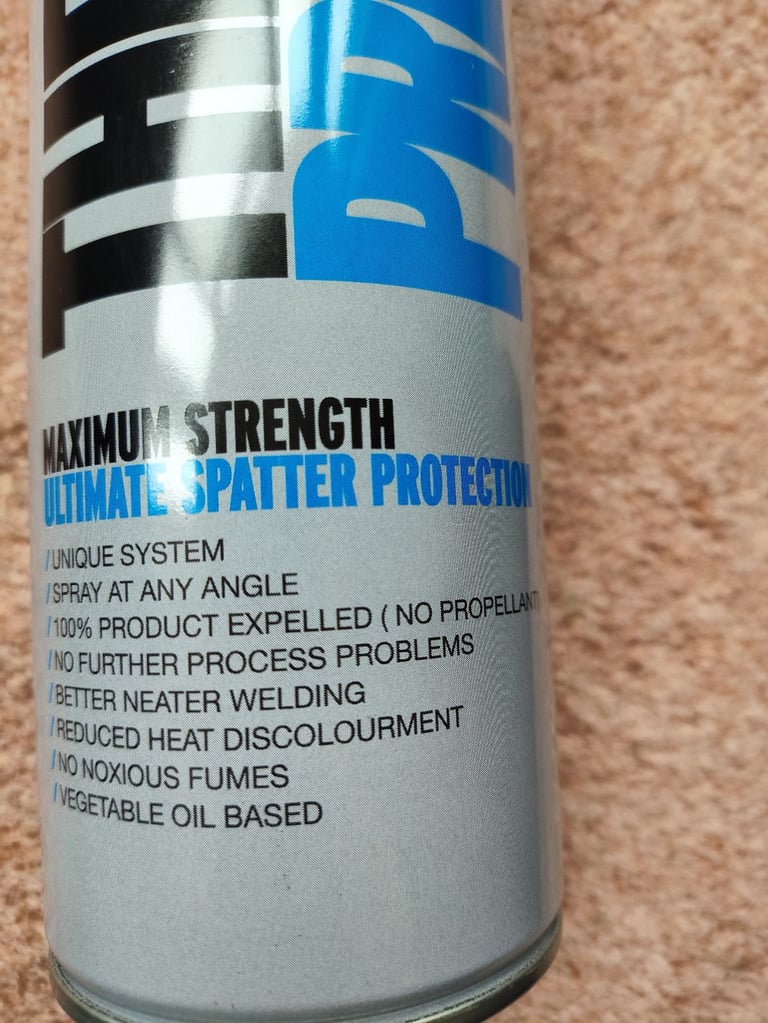 MAXIMUM STRENGTH
ULTIMATE SPATTER PROTECTION
/UNIQUE SYSTEM
/SPRAY AT ANY ANGLE
/100% PRODUCT EXPELLED ( NO PROPELLANT)
/NO FURTHER PROCESS PROBLEMS
/BETTER NEATER WELDING
/REDUCED HEAT DISCOLOURMENT
/NO NOXIOUS FUMES
/VEGETABLE OIL BASED